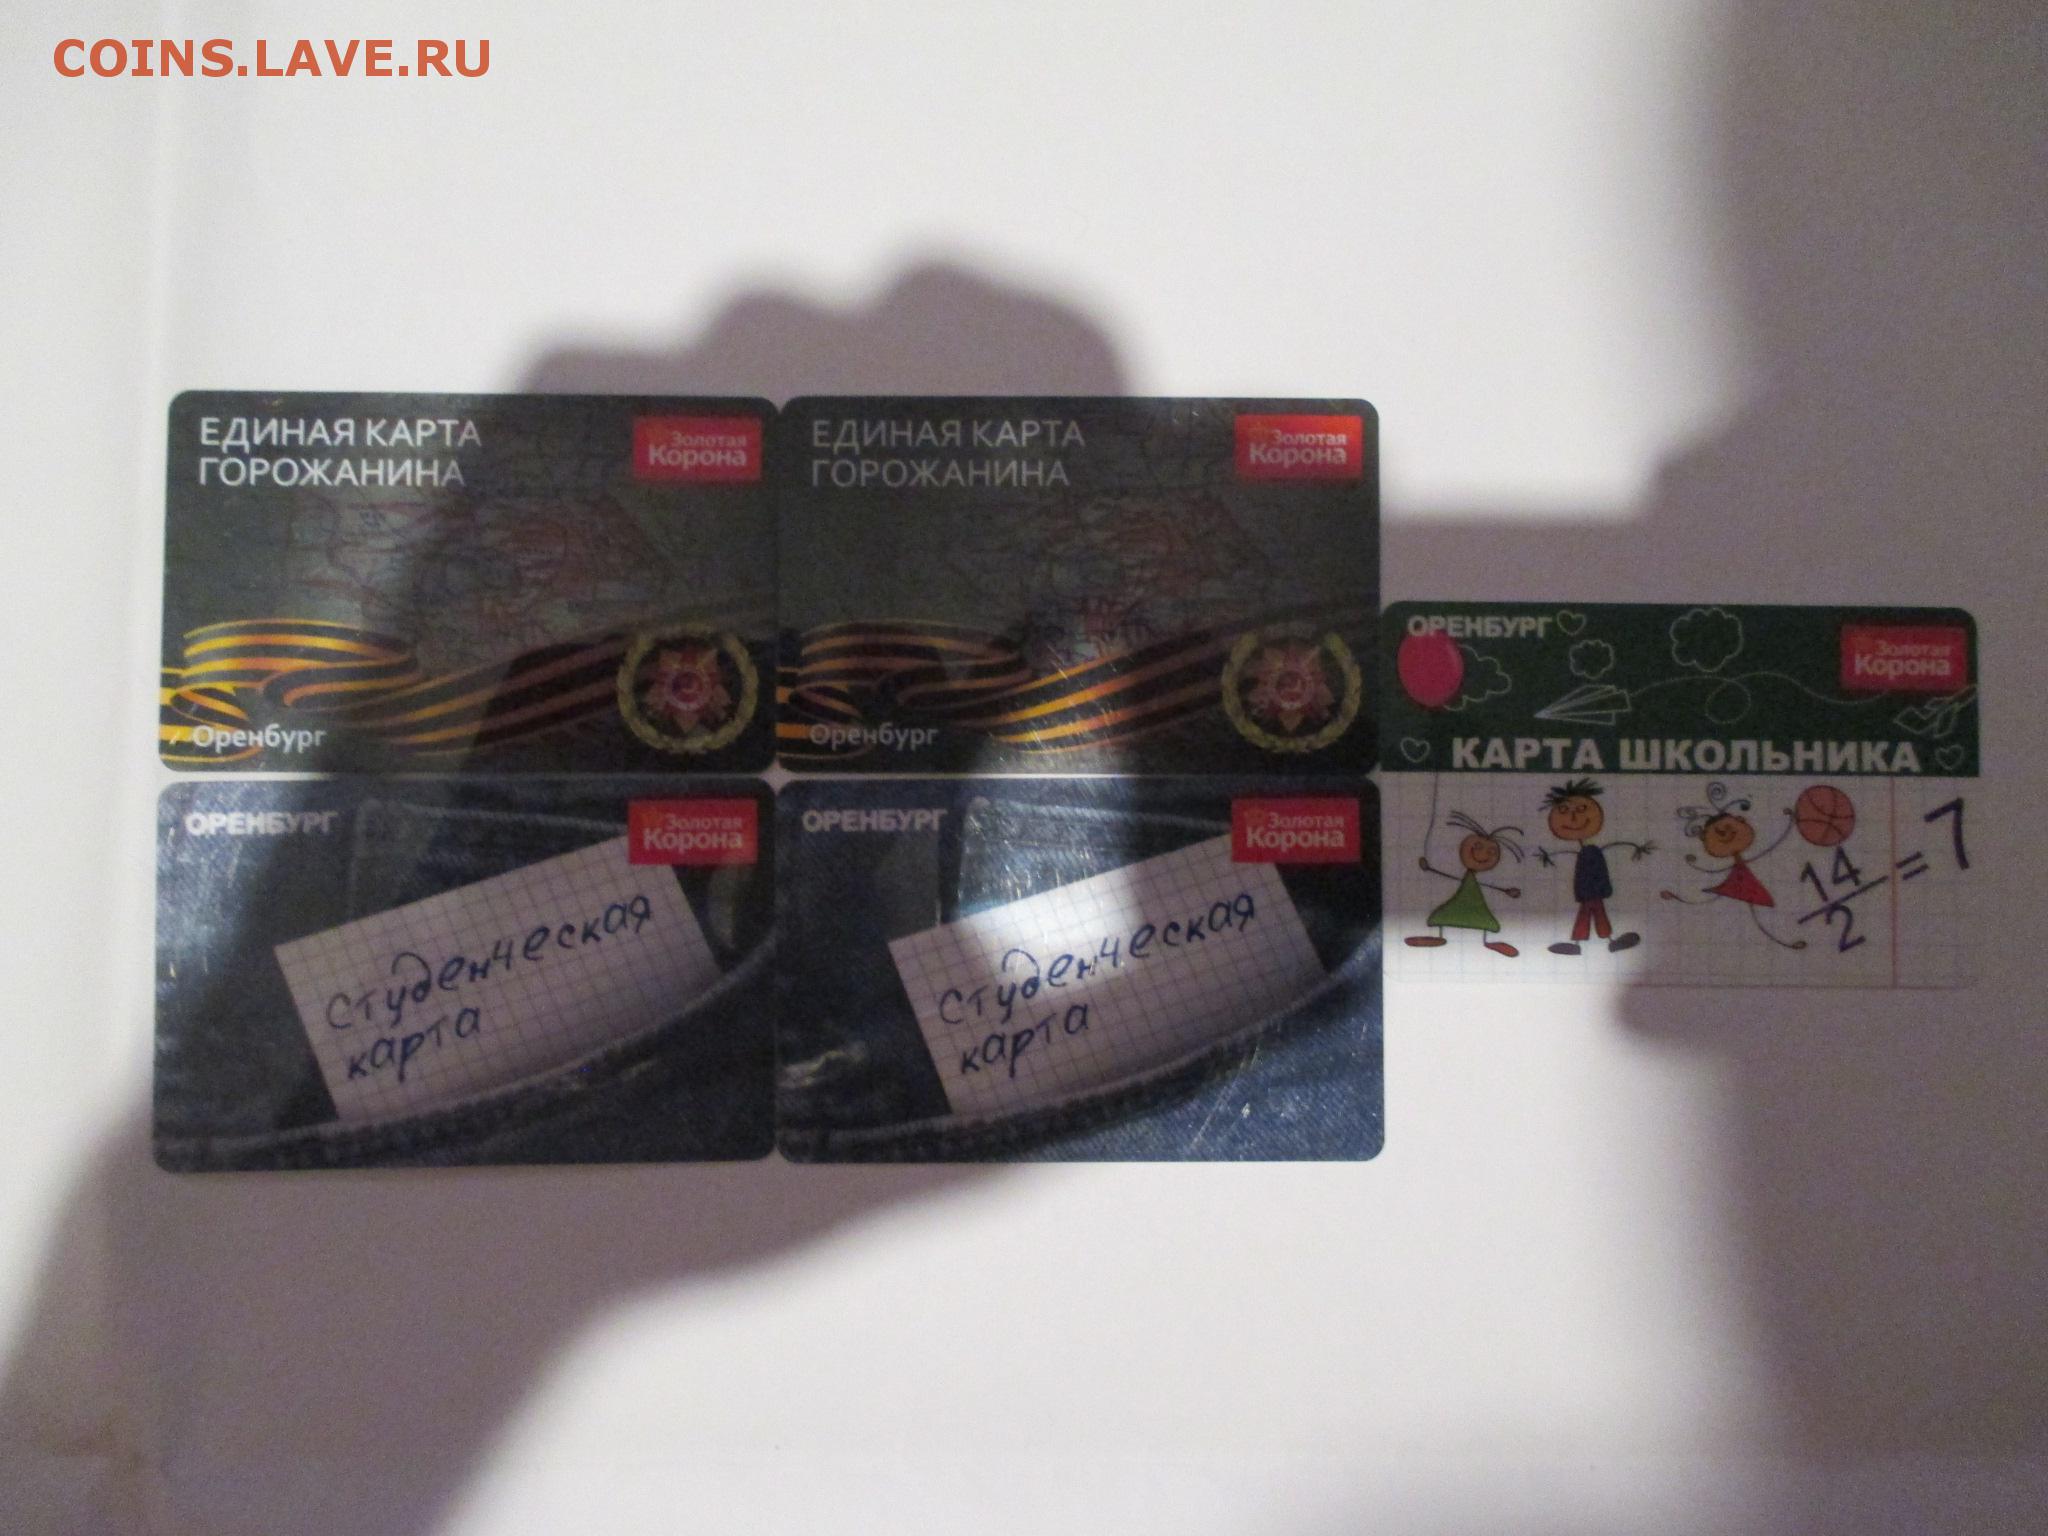 COINS.LAVE.RU
ЕДИНАЯ КАРТА
ГОРОЖАНИНА
Золотая
Корона
Оренбург
ЕДИНАЯ КАРТА
ГОРОЖАНИНА
Золотая
Корона
Оренбург
ОРЕНБУРГ
Золотая
Корона
КАРТА ШКОЛЬНИКА
14
2
= 7
ОРЕНБУРГ
Золотая
Корона
Студенческая
карта
ОРЕНБУРГ
Золотая
Корона
Студенческая
карта